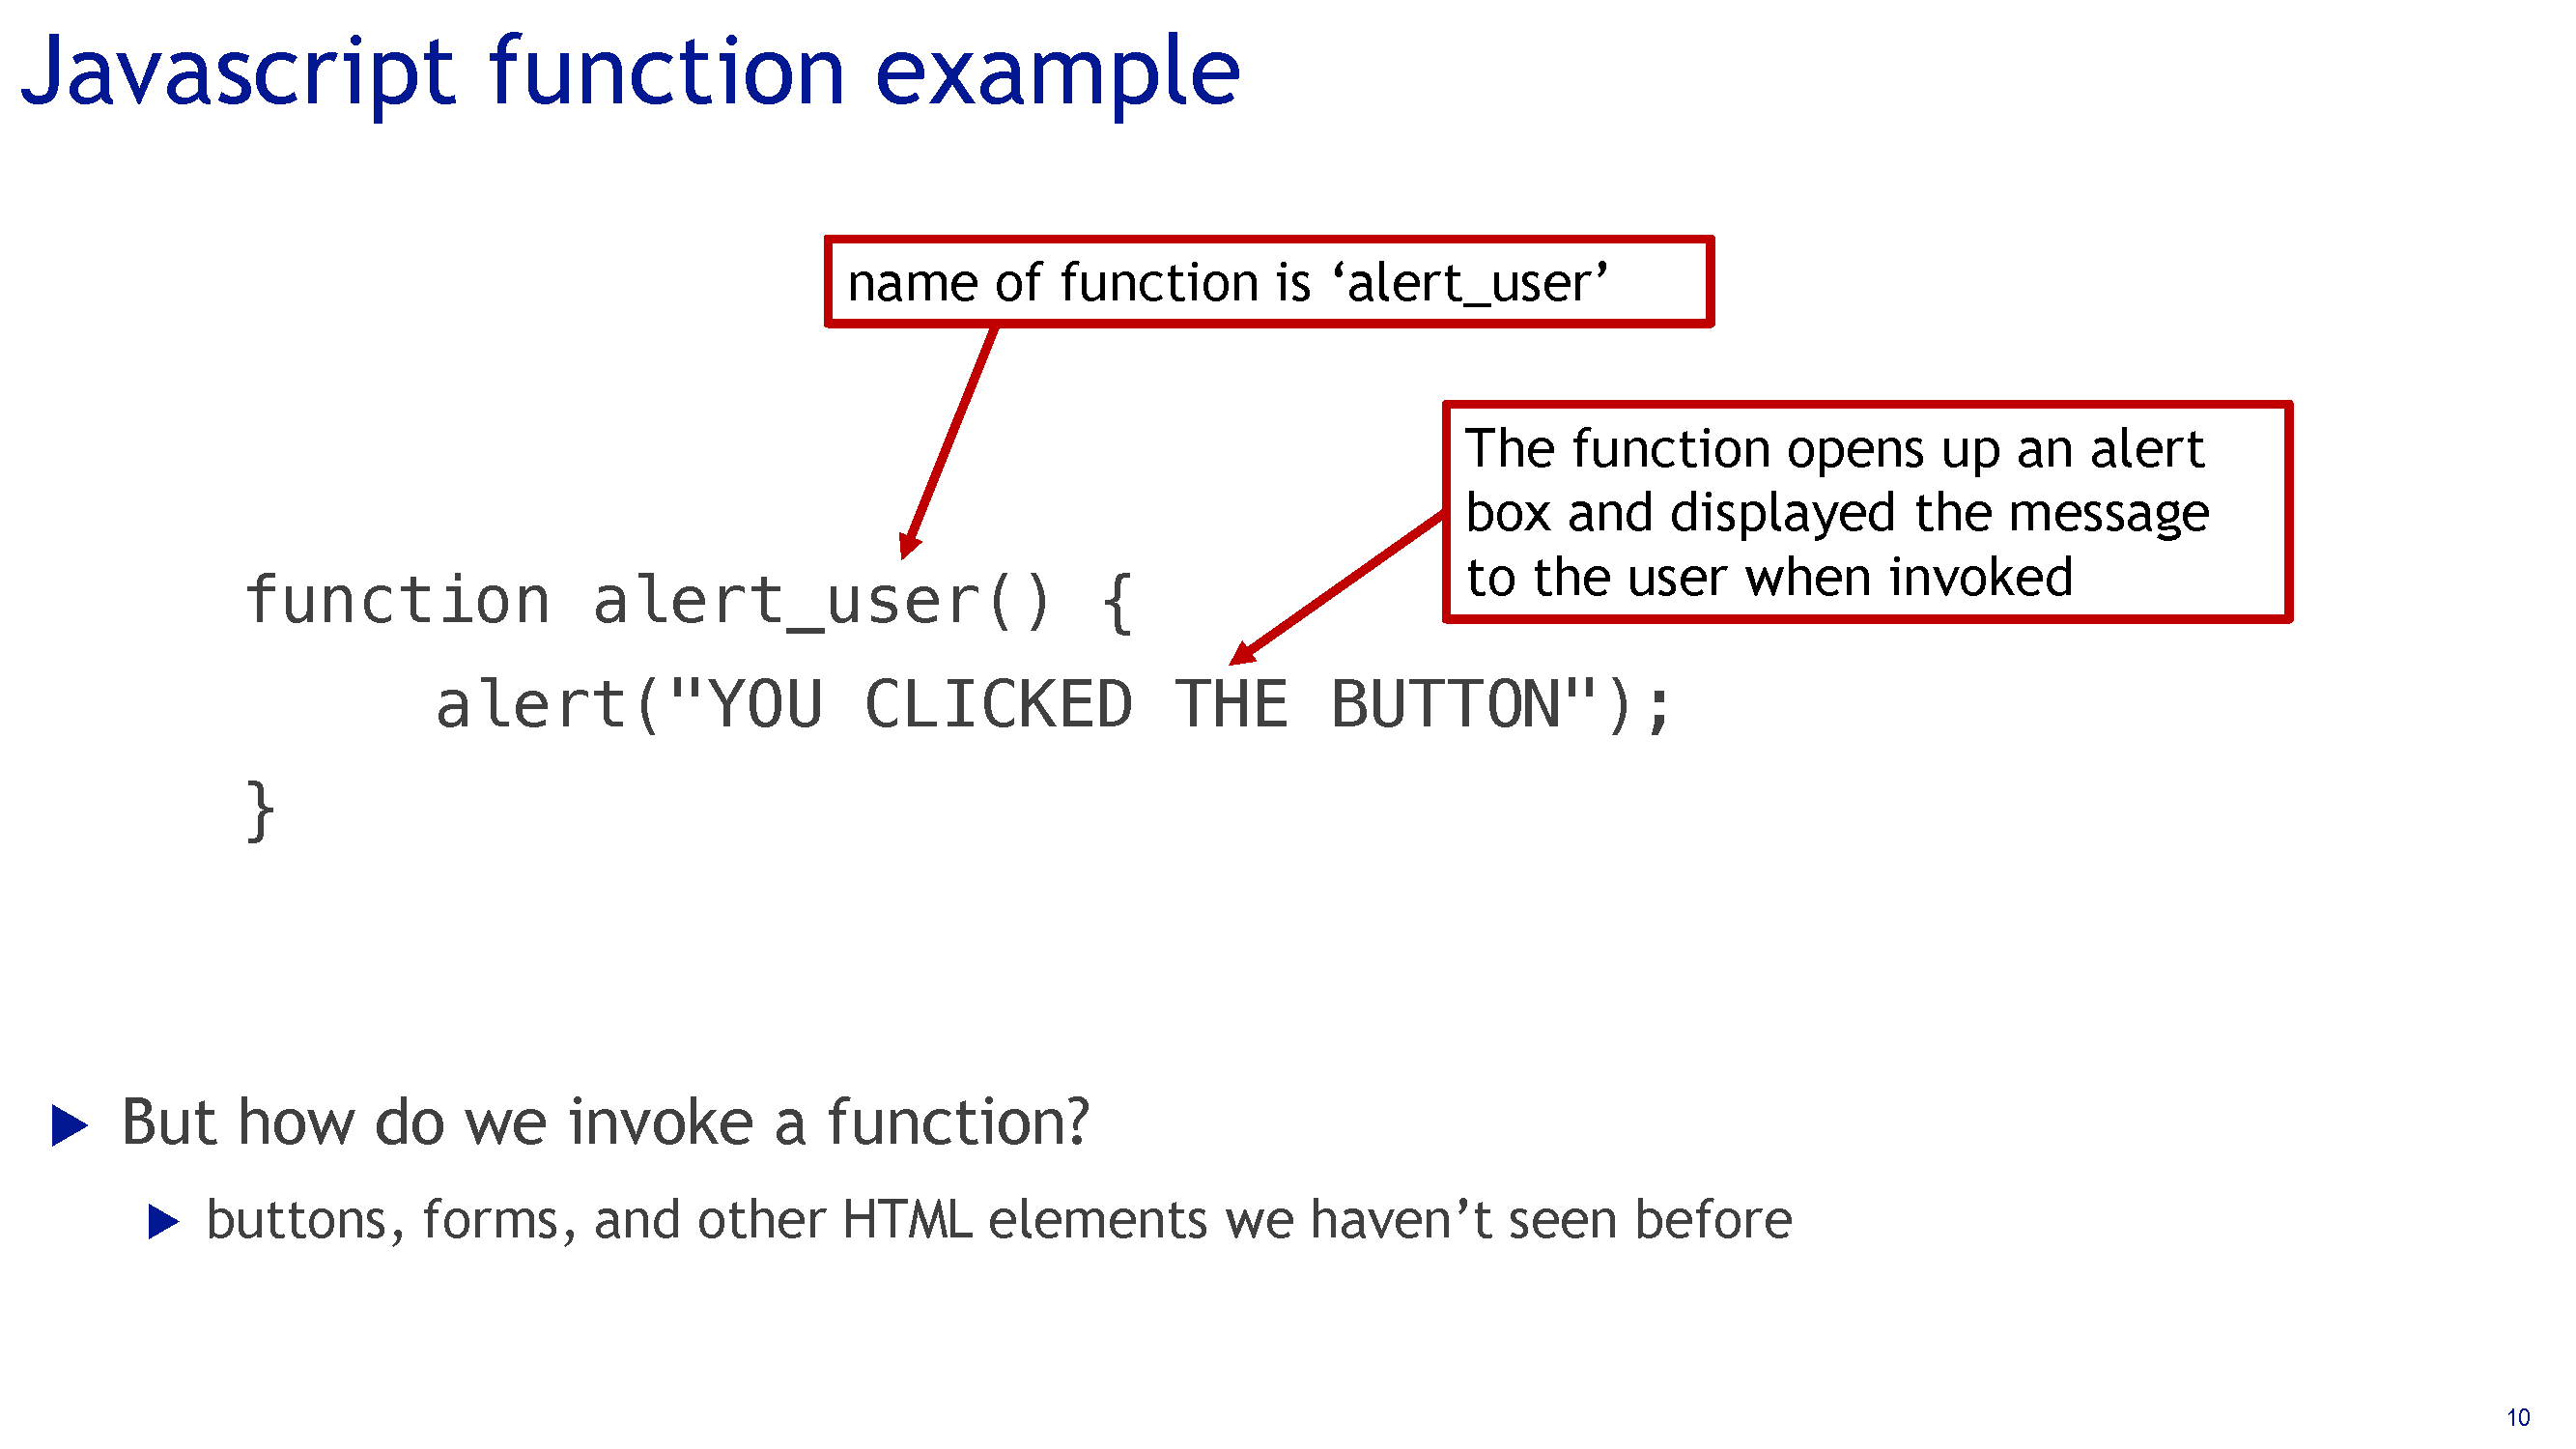 Javascript function example
name of function is ‘alert_user’
The function opens up an alert
box and displayed the message
to the user when invoked
function alert_user() {
alert("YOU CLICKED THE BUTTON");
}
But how do we invoke a function?
buttons, forms, and other HTML elements we haven’t seen before
10